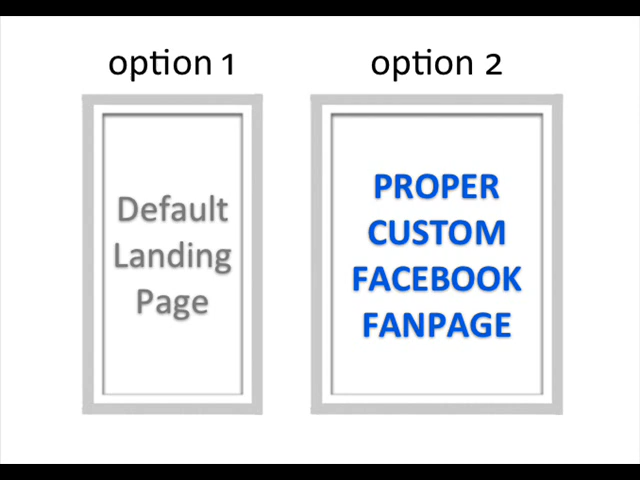 option 1
option 2
Default
Landing
Page
PROPER
CUSTOM
FACEBOOK
FANPAGE